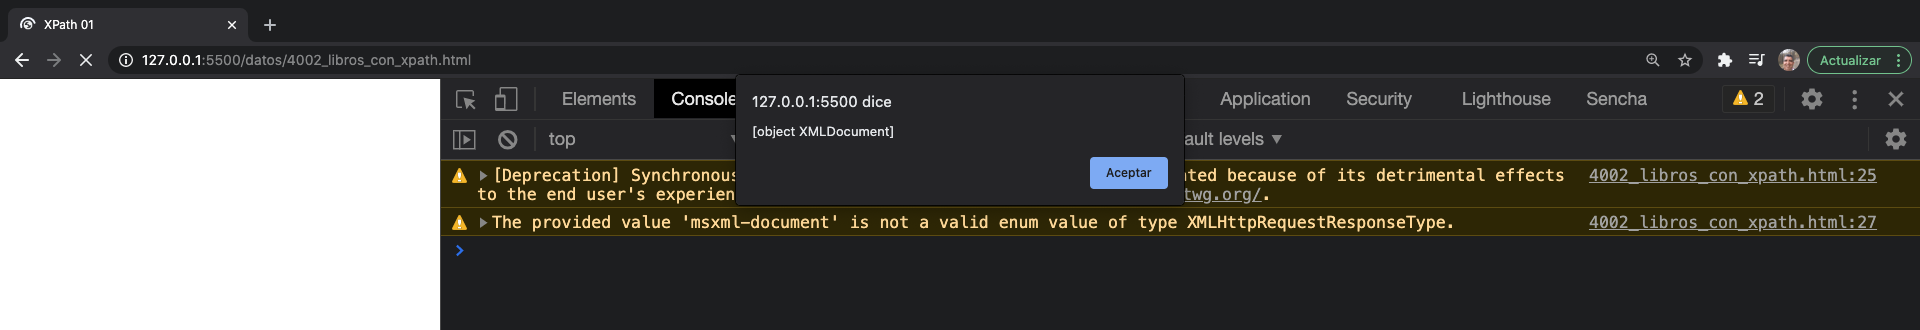 XPath 01
127.0.0.1:5500/datos/4002_libros_con_xpath.html
Actualizar
Elements
Console
Application
Security
Lighthouse
Sencha
2
127.0.0.1:5500 dice
[object XMLDocument]
Aceptar
top
ault levels
[Deprecation] Synchronous
ted because of its detrimental effects
4002_libros_con_xpath.html:25
to the end user's experien
twg.org/.
The provided value 'msxml-document' is not a valid enum value of type XMLHttpRequestResponseType.
4002_libros_con_xpath.html:27